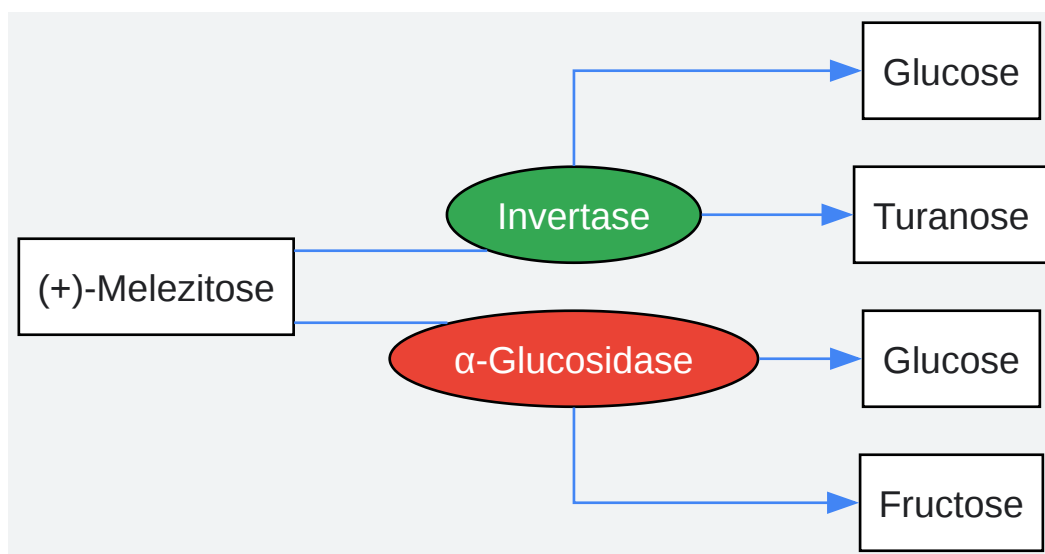 Glucose
Invertase
Turanose
(+)-Melezitose
α-Glucosidase
Glucose
Fructose